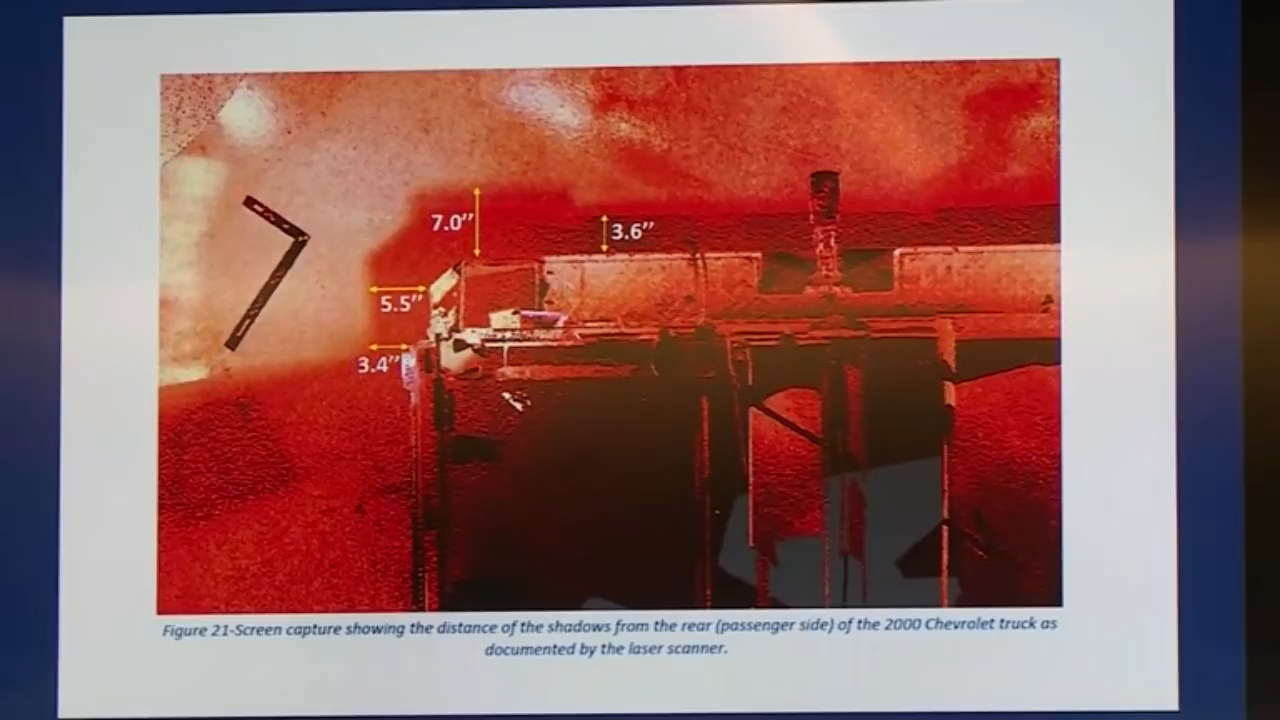 7.0’’
3.6’’
5.5’’
3.4’’
Figure 21-Screen capture showing the distance of the shadows from the rear (passenger side) of the 2000 Chevrolet truck as
documented by the laser scanner.